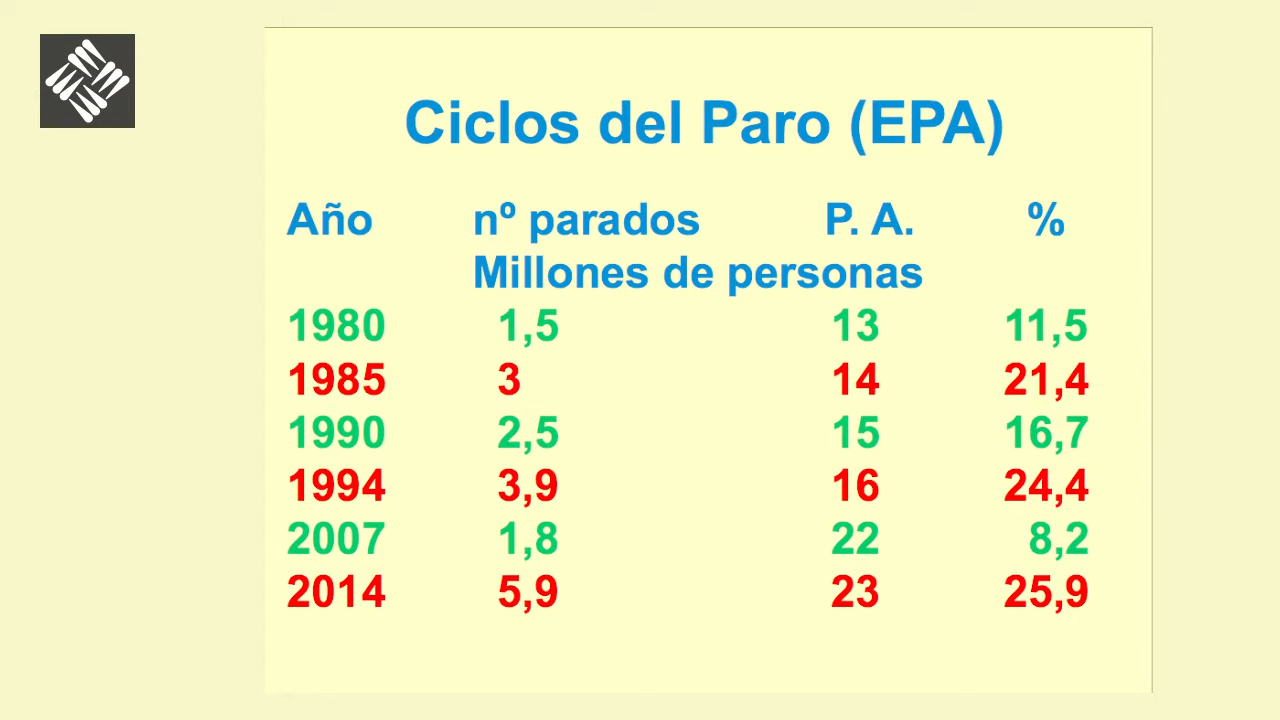 Ciclos del Paro (EPA)
Año nº parados P. A. %
Millones de personas
1980 1,5 13 11,5
1985 3 14 21,4
1990 2,5 15 16,7
1994 3,9 16 24,4
2007 1,8 22 8,2
2014 5,9 23 25,9